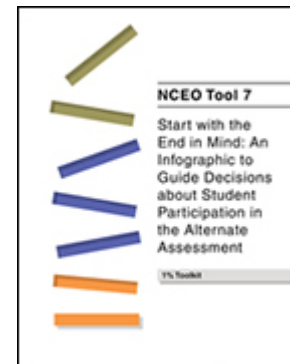 NCEO Tool 7
Start with the
End in Mind: An
Infographic to
Guide Decisions
about Student
Participation in
the Alternate
Assessment
1% Toolkit